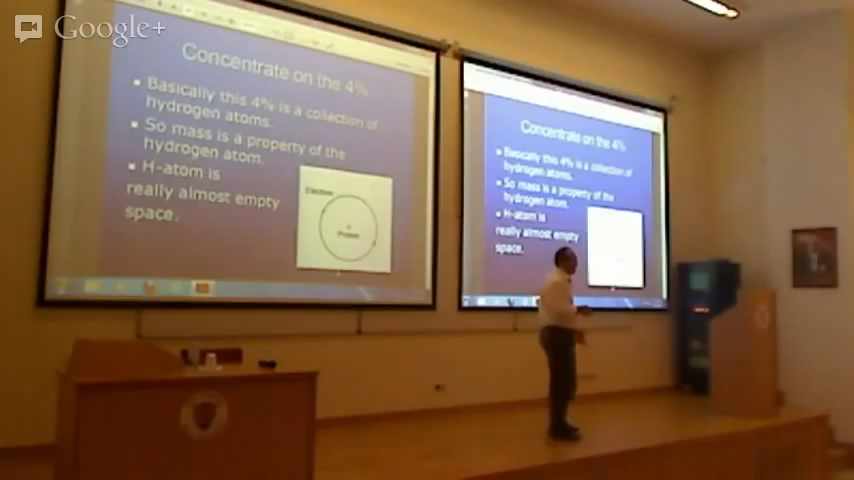 Google+
Concentrate on the 4%
Basically this 4% is a collection of
hydrogen atoms.
So mass is a property of the
hydrogen atom.
H-atom is
really almost empty
space.
Electron
Proton
Concentrate on the 4%
Basically this 4% is a collection of
hydrogen atoms.
So mass is a property of the
hydrogen atom.
H-atom is
really almost empty
space.